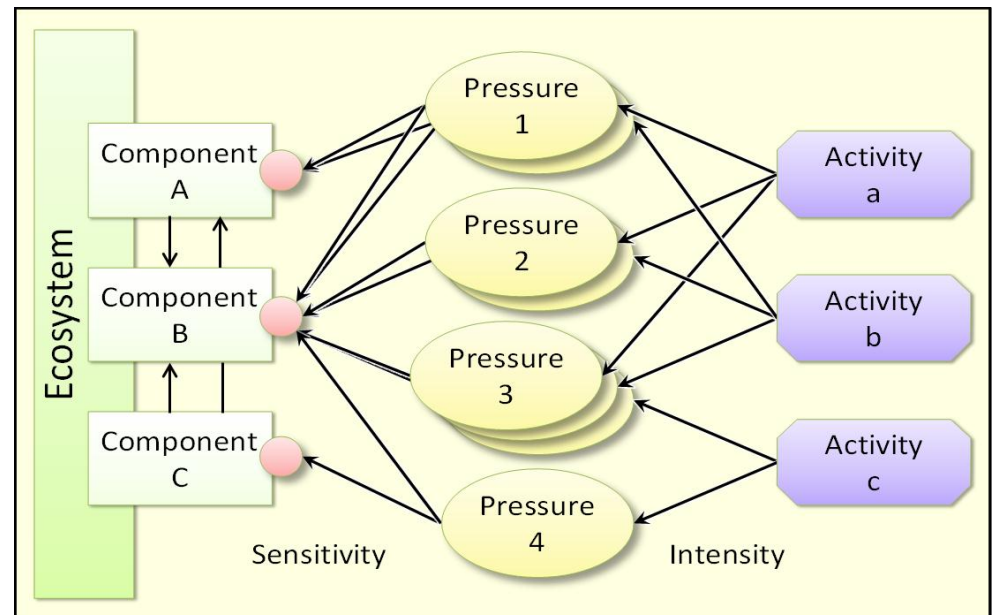 Ecosystem
Component
A
Component
B
Component
C
Pressure
1
Pressure
2
Pressure
3
Pressure
4
Activity
a
Activity
b
Activity
c
Sensitivity
Intensity